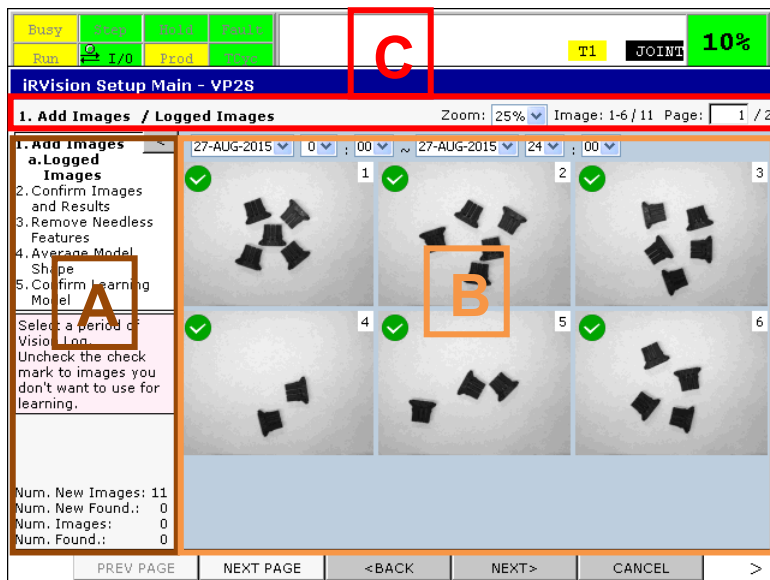 Busy Step Hold Fault
Run I/O Prod TCyc
C
T1 JOINT 10%
iRVision Setup Main - VP2S
1. Add Images / Logged Images Zoom: 25% Image: 1-6 / 11 Page: 1 / 2
1. Add Images <
a.Logged
Images
2. Confirm Images
and Results
3. Remove Needless
Features
4. Average Model
Shape
5. Confirm Learning
Model
A
Select a period of
Vision Log.
Uncheck the check
mark to images you
don't want to use for
learning.
Num. New Images: 11
Num. New Found.: 0
Num. Images: 0
Num. Found.: 0
27-AUG-2015 0 : 00 ~ 27-AUG-2015 24 : 00
1 2 3
B
4 5 6
PREV PAGE NEXT PAGE <BACK NEXT> CANCEL >